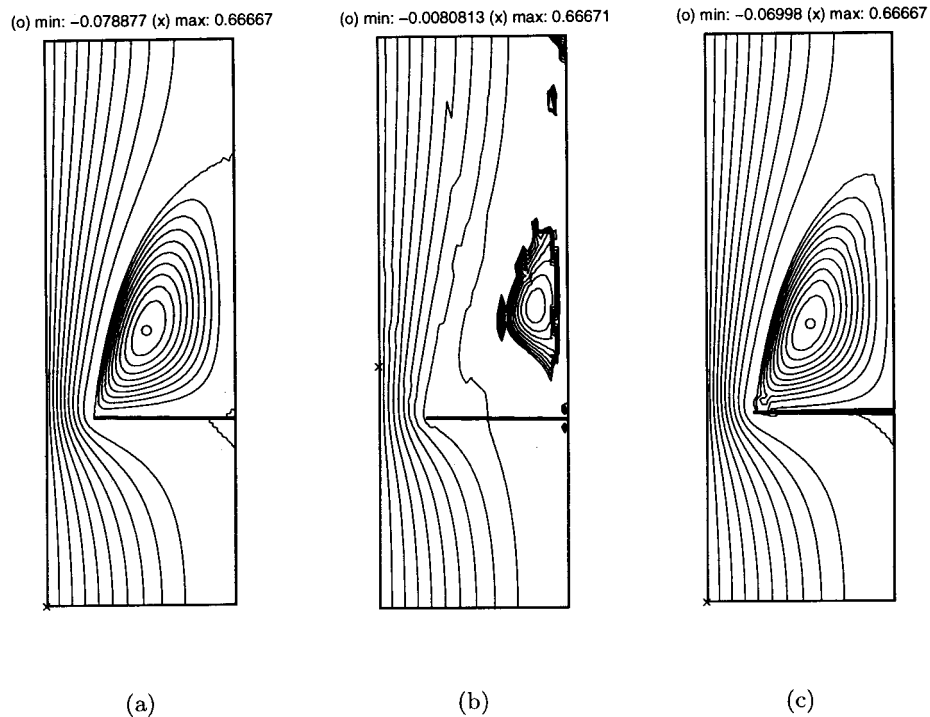 (o) min: −0.078877 (x) max: 0.66667
(o) min: −0.0080813 (x) max: 0.66671
(o) min: −0.06998 (x) max: 0.66667
(a)
(b)
(c)